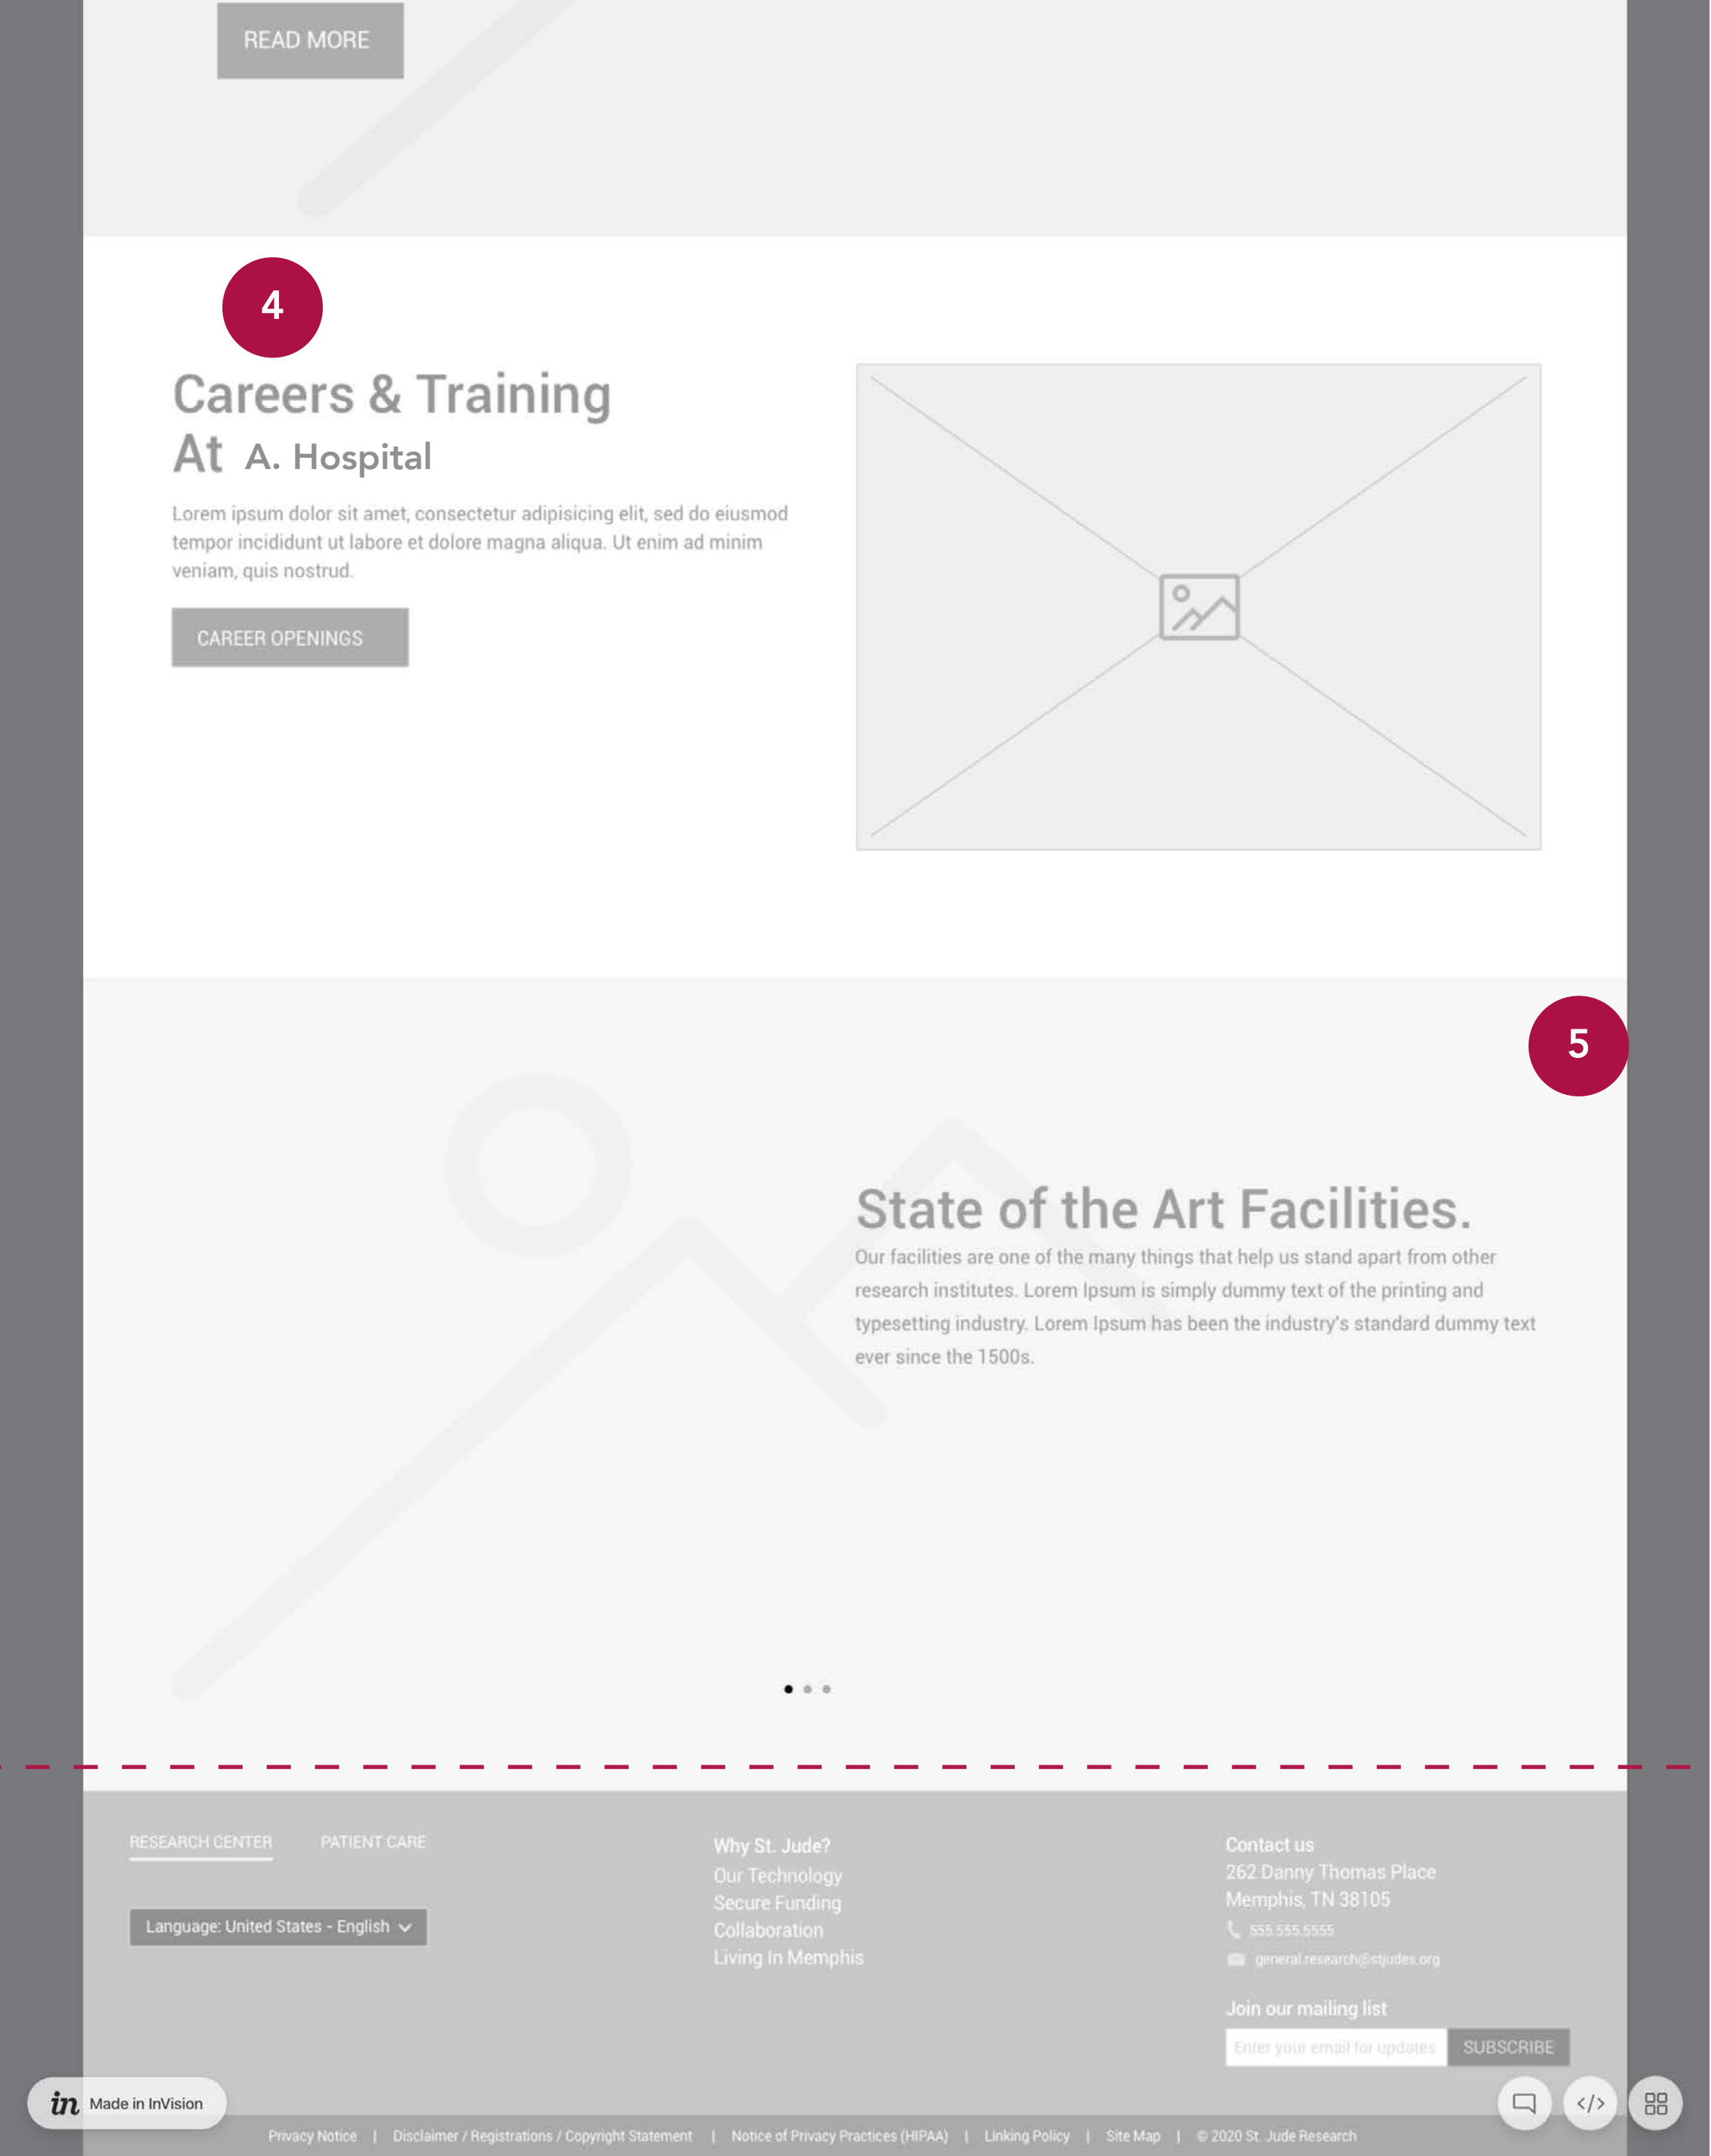 READ MORE
4
Careers & Training
At A. Hospital
Lorem ipsum dolor sit amet, consectetur adipisicing elit, sed do eiusmod
tempor incididunt ut labore et dolore magna aliqua. Ut enim ad minim
veniam, quis nostrud.
CAREER OPENINGS
5
State of the Art Facilities.
Our facilities are one of the many things that help us stand apart from other
research institutes. Lorem Ipsum is simply dummy text of the printing and
typesetting industry. Lorem Ipsum has been the industry's standard dummy text
ever since the 1500s.
RESEARCH CENTER
PATIENT CARE
Language: United States - English
Why St. Jude?
Our Technology
Secure Funding
Collaboration
Living In Memphis
Contact us
262 Danny Thomas Place
Memphis, TN 38105
555.555.5555
general.research@stjudes.org
Join our mailing list
Enter your email for updates
SUBSCRIBE
in Made in InVision
</>
Privacy Notice | Disclaimer / Registrations / Copyright Statement | Notice of Privacy Practices (HIPAA) | Linking Policy | Site Map | © 2020 St. Jude Research